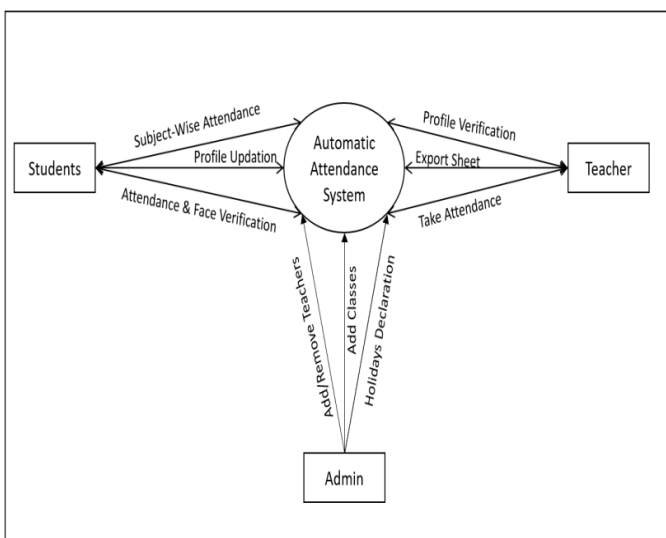 Subject-Wise Attendance
Profile Verification
Automatic
Attendance
System
Students
Profile Updation
Export Sheet
Teacher
Attendance & Face Verification
Take Attendance
Add/Remove Teachers
Add Classes
Holidays Declaration
Admin